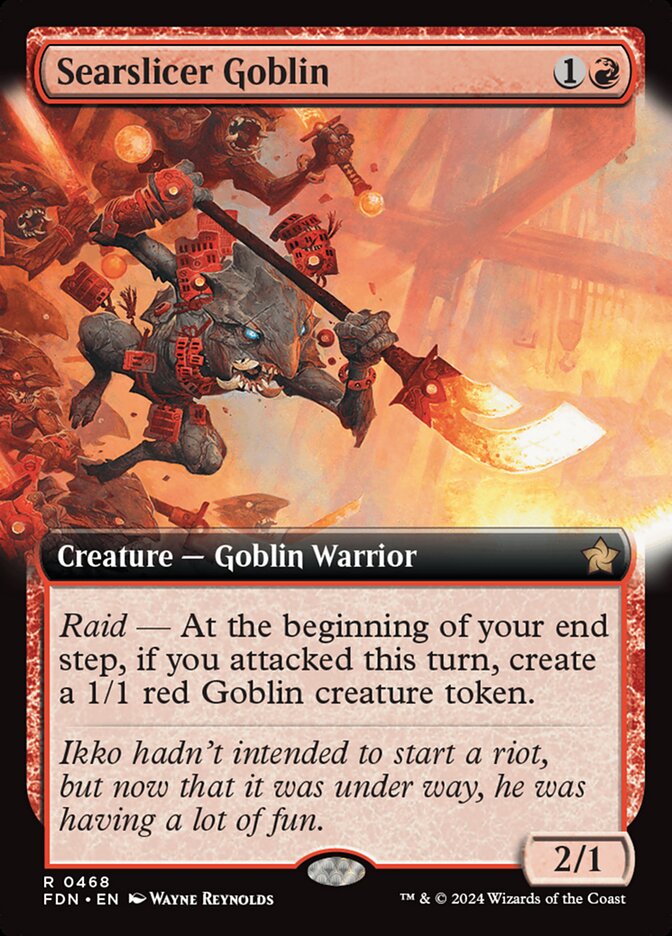 Searslicer Goblin 1
Creature — Goblin Warrior
Raid — At the beginning of your end
step, if you attacked this turn, create
a 1/1 red Goblin creature token.
Ikko hadn't intended to start a riot,
but now that it was under way, he was
having a lot of fun.
2/1
R 0468
FDN • EN Wayne Reynolds
™ & © 2024 Wizards of the Coast